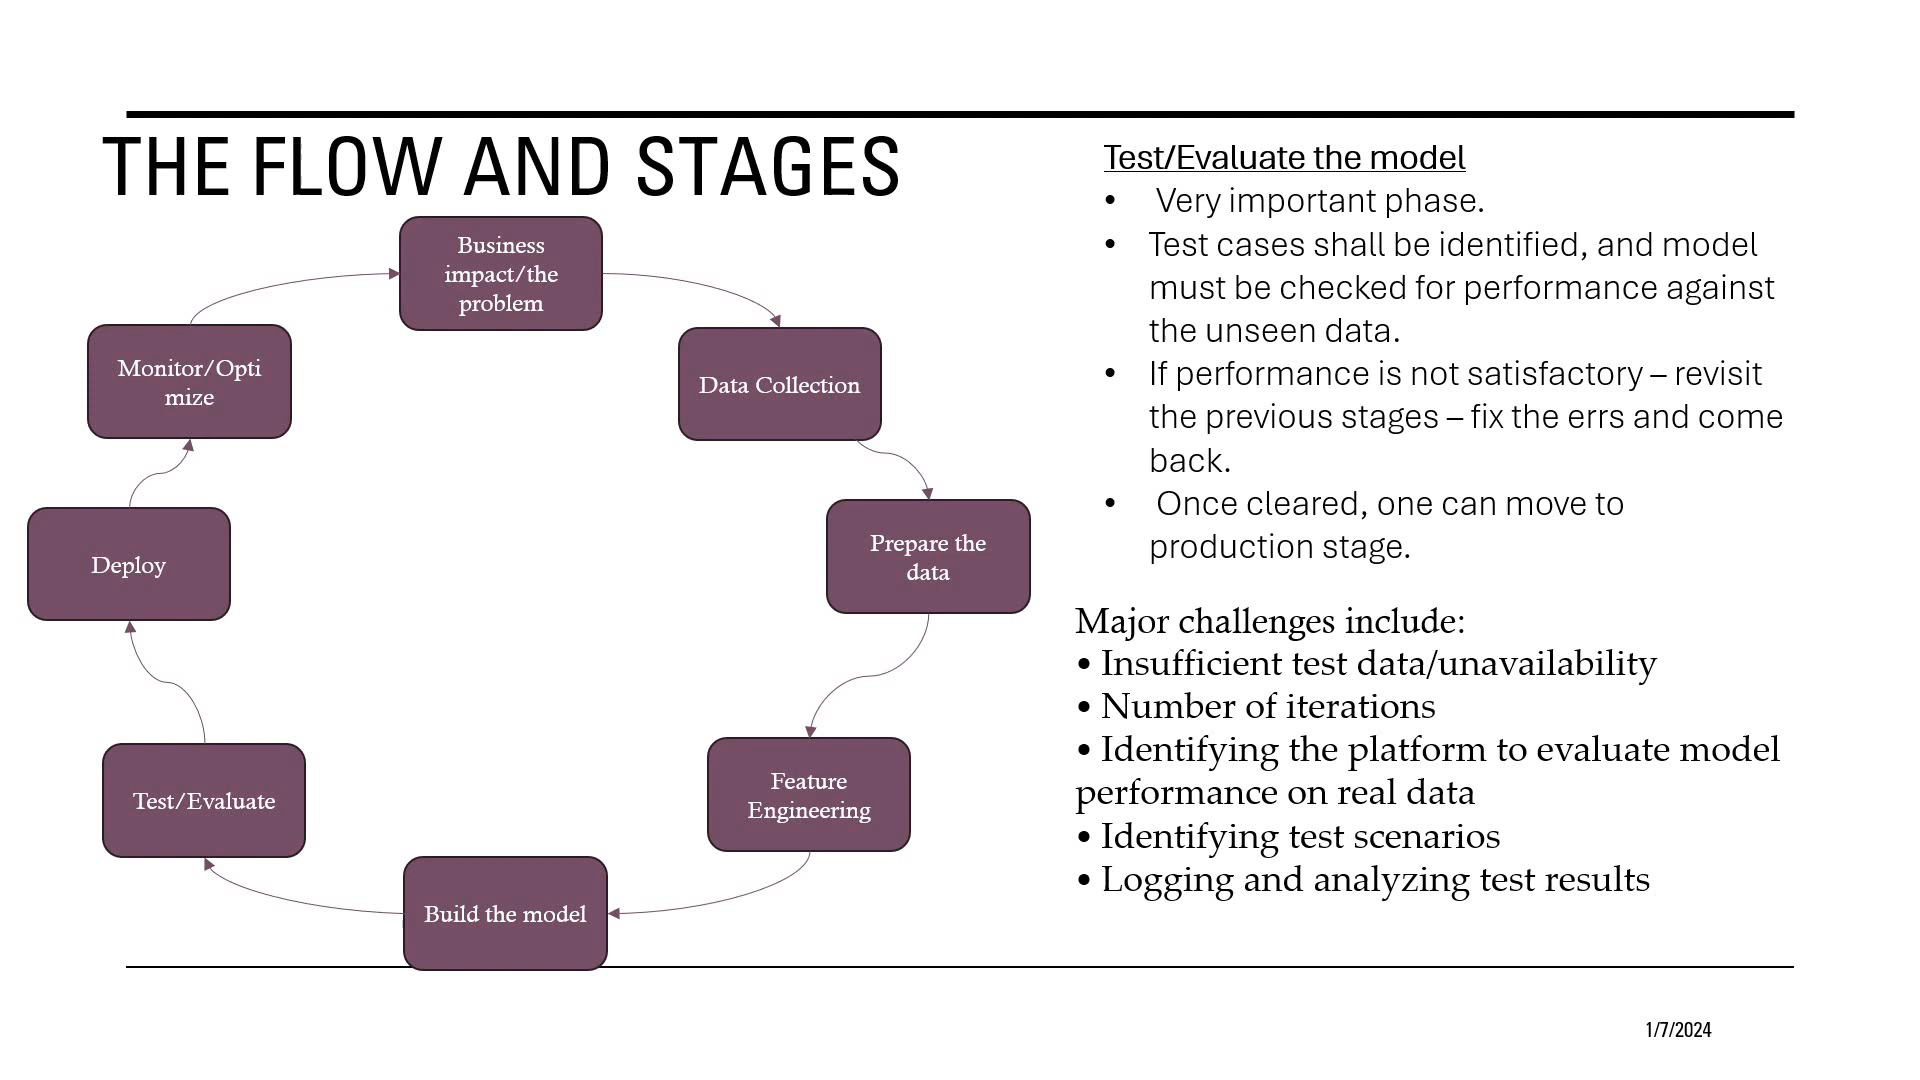 THE FLOW AND STAGES
Business
impact/the
problem
Data Collection
Prepare the
data
Feature
Engineering
Build the model
Test/Evaluate
Deploy
Monitor/Opti
mize
Test/Evaluate the model
• Very important phase.
• Test cases shall be identified, and model
must be checked for performance against
the unseen data.
• If performance is not satisfactory – revisit
the previous stages – fix the errs and come
back.
• Once cleared, one can move to
production stage.
Major challenges include:
• Insufficient test data/unavailability
• Number of iterations
• Identifying the platform to evaluate model
performance on real data
• Identifying test scenarios
• Logging and analyzing test results
1/7/2024